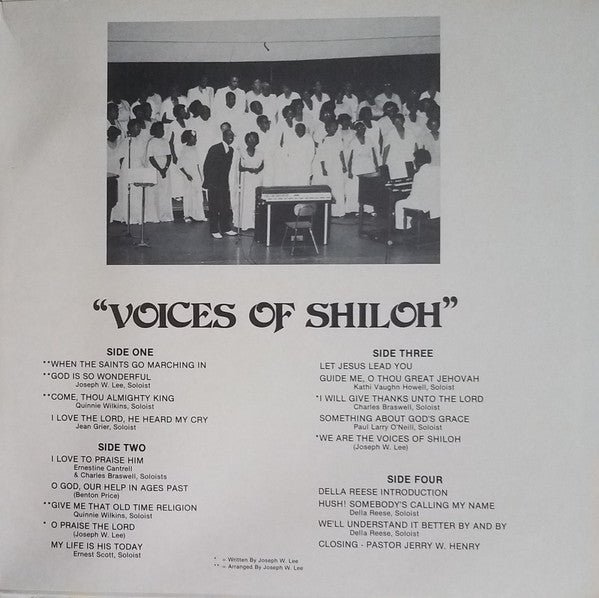 “VOICES OF SHILOH”
SIDE ONE
**WHEN THE SAINTS GO MARCHING IN
**GOD IS SO WONDERFUL
Joseph W. Lee, Soloist
**COME, THOU ALMIGHTY KING
Quinnie Wilkins, Soloist
I LOVE THE LORD, HE HEARD MY CRY
Jean Grier, Soloist
SIDE TWO
I LOVE TO PRAISE HIM
Ernestine Cantrell
& Charles Braswell, Soloists
O GOD, OUR HELP IN AGES PAST
(Benton Price)
**GIVE ME THAT OLD TIME RELIGION
Quinnie Wilkins, Soloist
* O PRAISE THE LORD
(Joseph W. Lee)
MY LIFE IS HIS TODAY
Ernest Scott, Soloist
SIDE THREE
LET JESUS LEAD YOU
GUIDE ME, O THOU GREAT JEHOVAH
Kathi Vaughn Howell, Soloist
*I WILL GIVE THANKS UNTO THE LORD
Charles Braswell, Soloist
SOMETHING ABOUT GOD'S GRACE
Paul Larry O'Neill, Soloist
*WE ARE THE VOICES OF SHILOH
(Joseph W. Lee)
SIDE FOUR
DELLA REESE INTRODUCTION
HUSH! SOMEBODY'S CALLING MY NAME
Della Reese, Soloist
WE'LL UNDERSTAND IT BETTER BY AND BY
Della Reese, Soloist
CLOSING - PASTOR JERRY W. HENRY
* = Written By Joseph W. Lee
** = Arranged By Joseph W. Lee